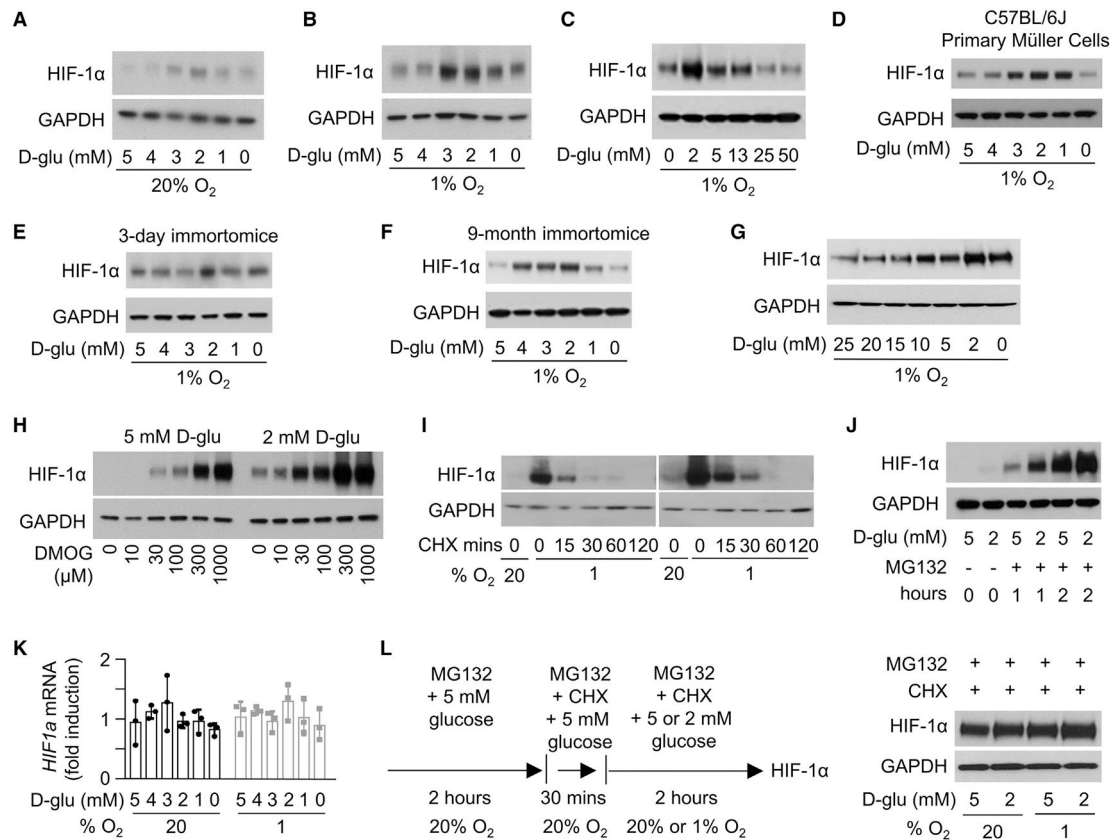 A
HIF-1α
GAPDH
D-glu (mM) 5 4 3 2 1 0
20% O2
B
HIF-1α
GAPDH
D-glu (mM) 5 4 3 2 1 0
1% O2
C
HIF-1α
GAPDH
D-glu (mM) 0 2 5 13 25 50
1% O2
D
C57BL/6J
Primary Müller Cells
HIF-1α
GAPDH
D-glu (mM) 5 4 3 2 1 0
1% O2
E
3-day immortomice
HIF-1α
GAPDH
D-glu (mM) 5 4 3 2 1 0
1% O2
F
9-month immortomice
HIF-1α
GAPDH
D-glu (mM) 5 4 3 2 1 0
1% O2
G
HIF-1α
GAPDH
D-glu (mM) 25 20 15 10 5 2 0
1% O2
H
5 mM D-glu 2 mM D-glu
HIF-1α
GAPDH
DMOG (µM) 0 10 30 100 300 1000 0 10 30 100 300 1000
I
HIF-1α
GAPDH
CHX mins 0 0 15 30 60 120 0 0 15 30 60 120
% O2 20 1 20 1
J
HIF-1α
GAPDH
D-glu (mM) 5 2 5 2 5 2
MG132 - - + + + +
hours 0 0 1 1 2 2
K
HIF1a mRNA
(fold induction)
2
1
0
D-glu (mM) 5 4 3 2 1 0 5 4 3 2 1 0
% O2 20 1
L
MG132
+ 5 mM
glucose
MG132
+ CHX
+ 5 mM
glucose
MG132
+ CHX
+ 5 or 2 mM
glucose
HIF-1α
2 hours 30 mins 2 hours
20% O2 20% O2 20% or 1% O2
MG132 + + + +
CHX + + + +
HIF-1α
GAPDH
D-glu (mM) 5 2 5 2
% O2 20 1